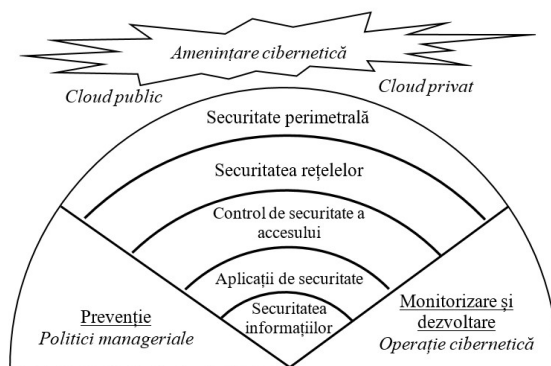 Amenințare cibernetică
Cloud public
Cloud privat
Securitate perimetrală
Securitatea rețelelor
Control de securitate a
accesului
Aplicații de securitate
Securitatea
informațiilor
Prevenție
Politici manageriale
Monitorizare și
dezvoltare
Operație cibernetică